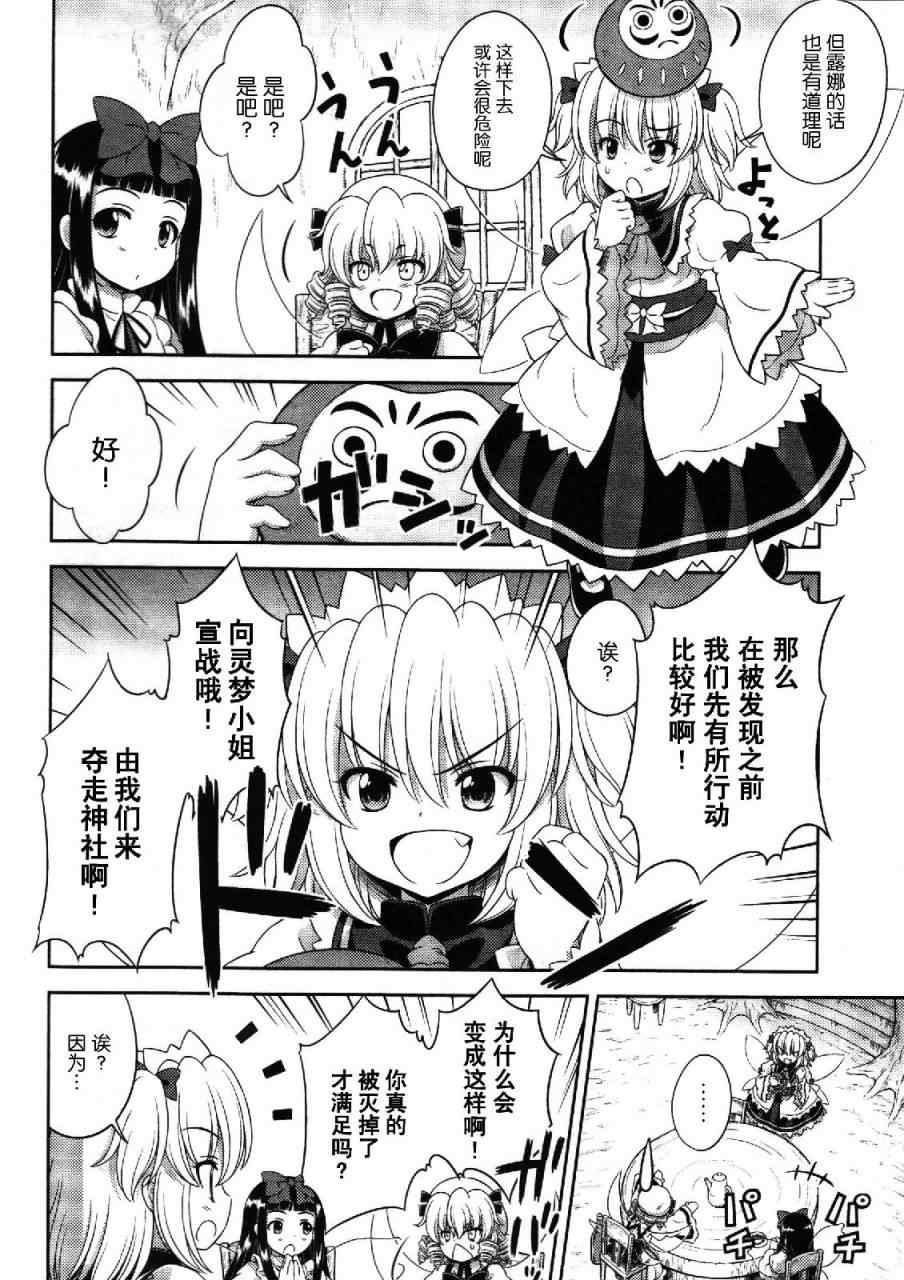 但露娜的话
也是有道理呢
よっと
这样下去
或许会很危险呢
うん
うん
是吧?
是吧?
ガシッ
好!
那么
在被发现之前
我们先有所行动
比较好啊!
诶?
向灵梦小姐
宣战哦!
由我们来
夺走神社啊!
……
パチ
パチ
为什么会
变成这样啊!
你真的
被灭掉了
才满足吗?
诶?
因为…